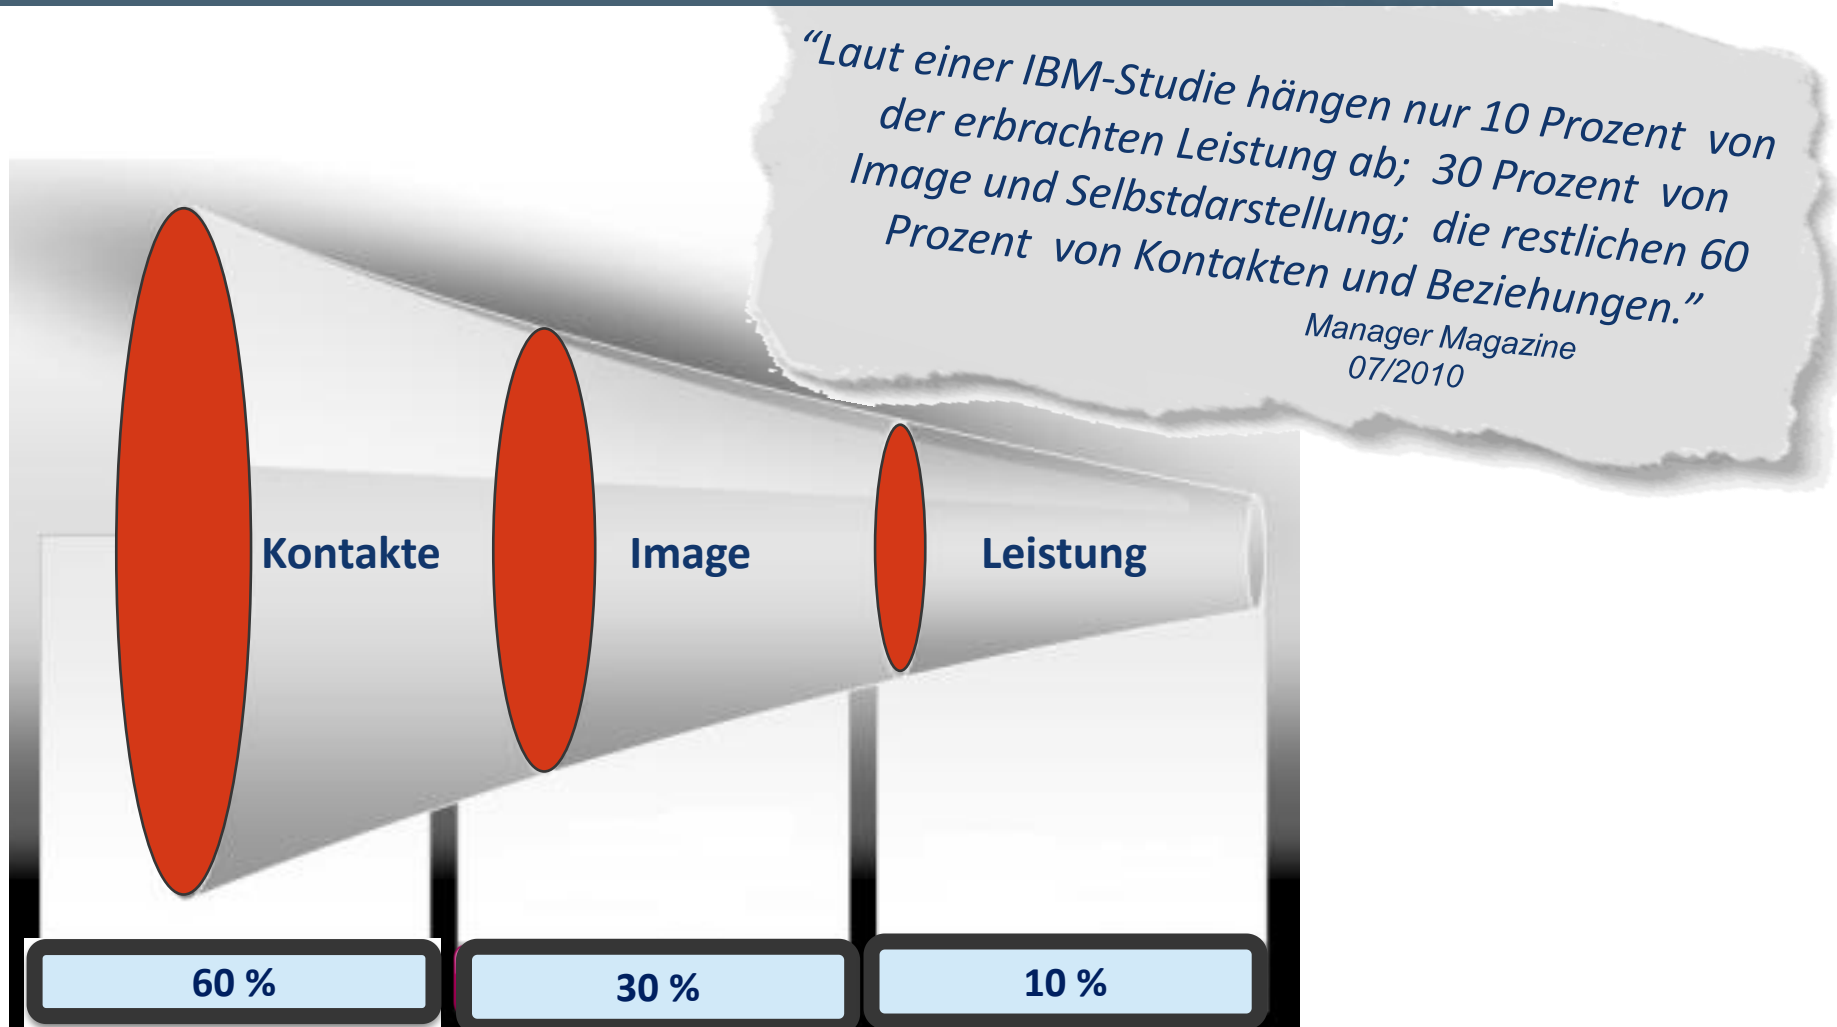 “Laut einer IBM-Studie hängen nur 10 Prozent von
der erbrachten Leistung ab; 30 Prozent von
Image und Selbstdarstellung; die restlichen 60
Prozent von Kontakten und Beziehungen.”
Manager Magazine
07/2010
Kontakte
Image
Leistung
60 %
30 %
10 %